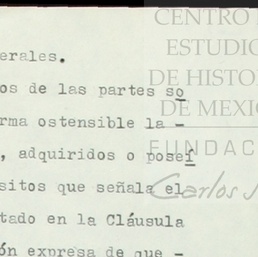 CENTRO
ESTUDIO
DE HISTO
DE MEXIC
FUNDAC
Carlos S
erales.
os de las partes so
rma ostensible la -
, adquiridos o poseí
sitos que señala el
tado en la Cláusula
ón expresa de que -